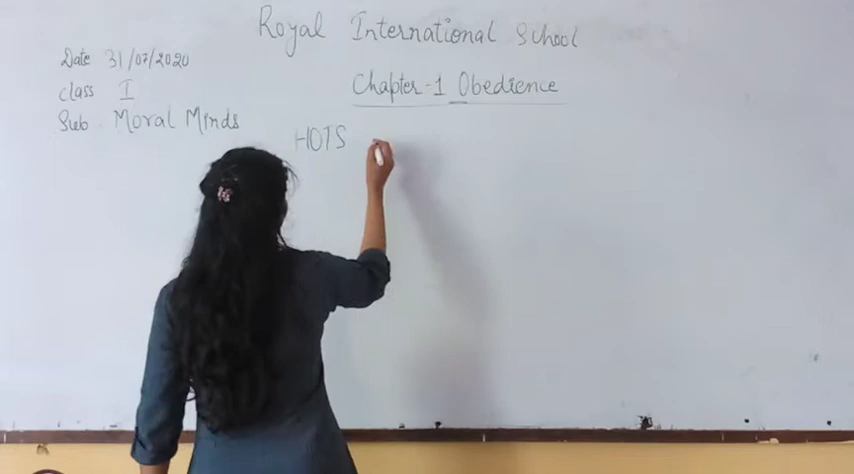 Royal International School
Date 31/07/2020
Chapter-1 Obedience
class I
Sub. Moral Minds
HOTS